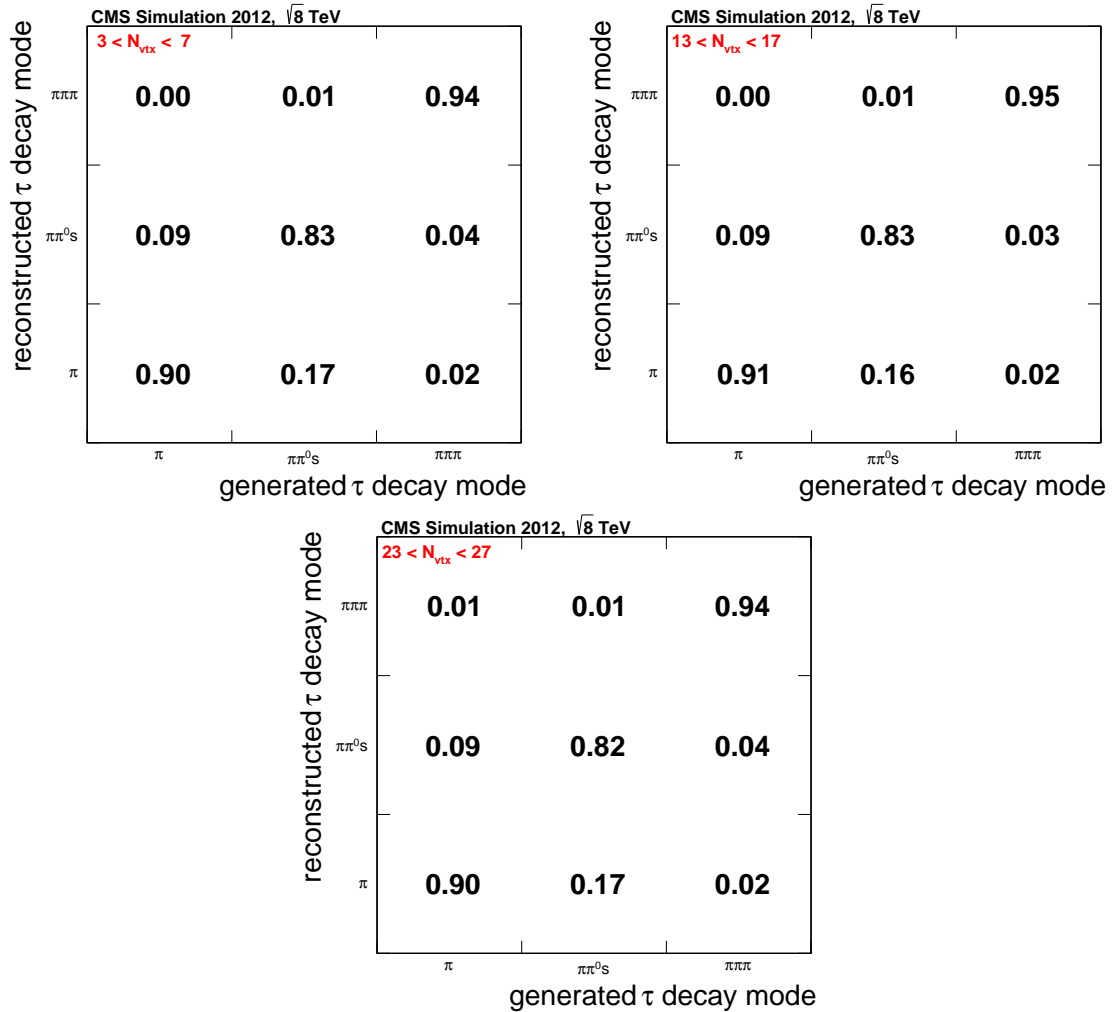 CMS Simulation 2012, √8 TeV
3 < Nvtx < 7
reconstructed τ decay mode
πππ 0.00 0.01 0.94
ππ⁰s 0.09 0.83 0.04
π 0.90 0.17 0.02
π ππ⁰s πππ
generated τ decay mode
CMS Simulation 2012, √8 TeV
13 < Nvtx < 17
reconstructed τ decay mode
πππ 0.00 0.01 0.95
ππ⁰s 0.09 0.83 0.03
π 0.91 0.16 0.02
π ππ⁰s πππ
generated τ decay mode
CMS Simulation 2012, √8 TeV
23 < Nvtx < 27
reconstructed τ decay mode
πππ 0.01 0.01 0.94
ππ⁰s 0.09 0.82 0.04
π 0.90 0.17 0.02
π ππ⁰s πππ
generated τ decay mode